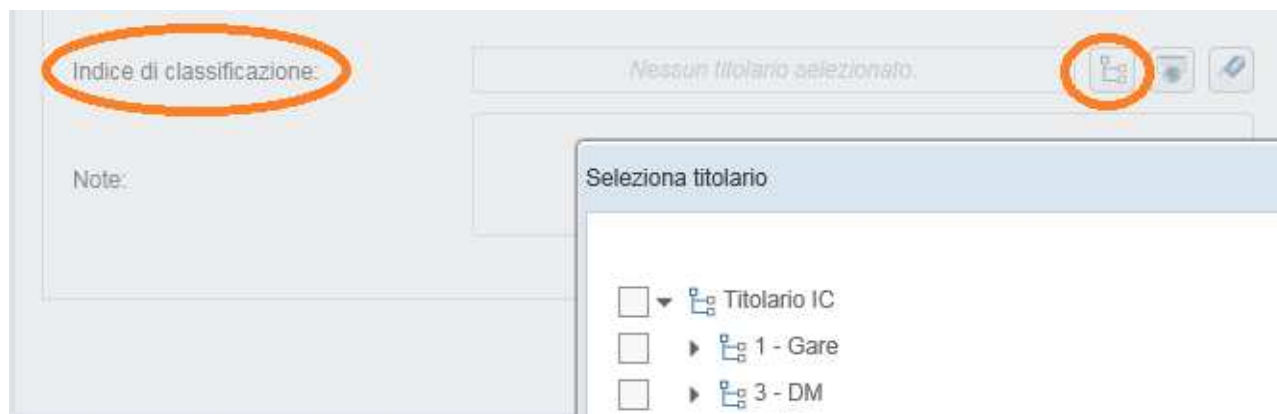 Indice di classificazione:
Nessun titolario selezionato.
Note:
Seleziona titolario
Titolario IC
1 - Gare
3 - DM